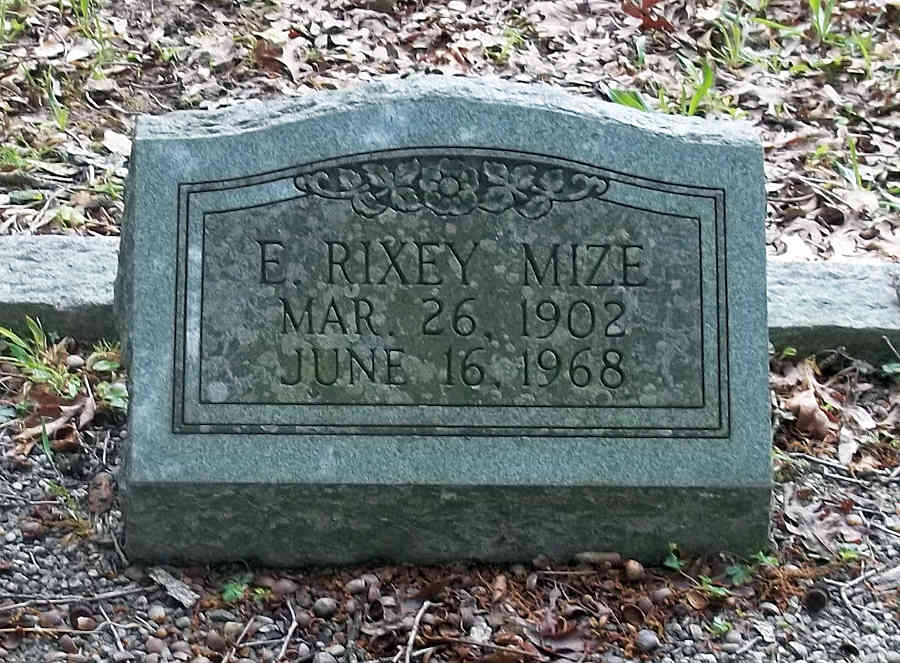 E. RIXEY MIZE
MAR. 26, 1902
JUNE 16, 1968